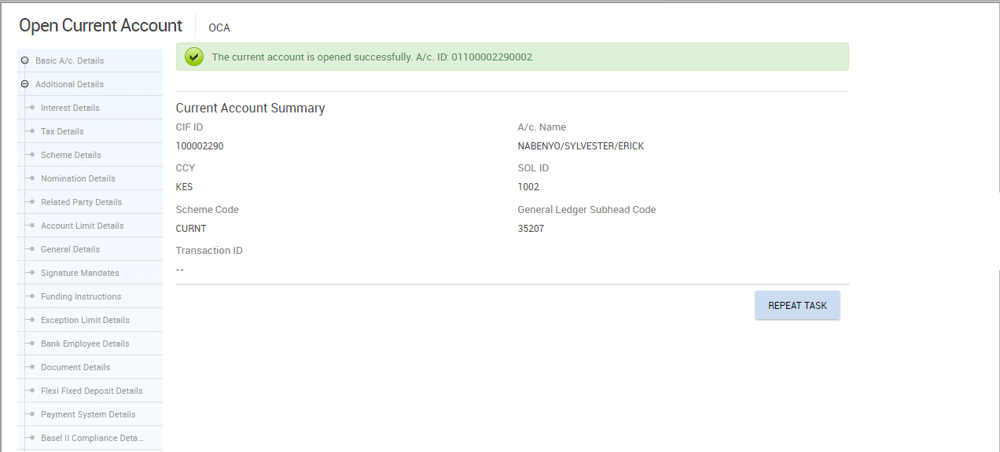 Open Current Account
OCA
Basic A/c. Details
Additional Details
Interest Details
Tax Details
Scheme Details
Nomination Details
Related Party Details
Account Limit Details
General Details
Signature Mandates
Funding Instructions
Exception Limit Details
Bank Employee Details
Document Details
Flexi Fixed Deposit Details
Payment System Details
Basel II Compliance Deta...
The current account is opened successfully. A/c. ID: 01100002290002
Current Account Summary
CIF ID
A/c. Name
100002290
NABENYO/SYLVESTER/ERICK
CCY
SOL ID
KES
1002
Scheme Code
General Ledger Subhead Code
CURNT
35207
Transaction ID
--
REPEAT TASK